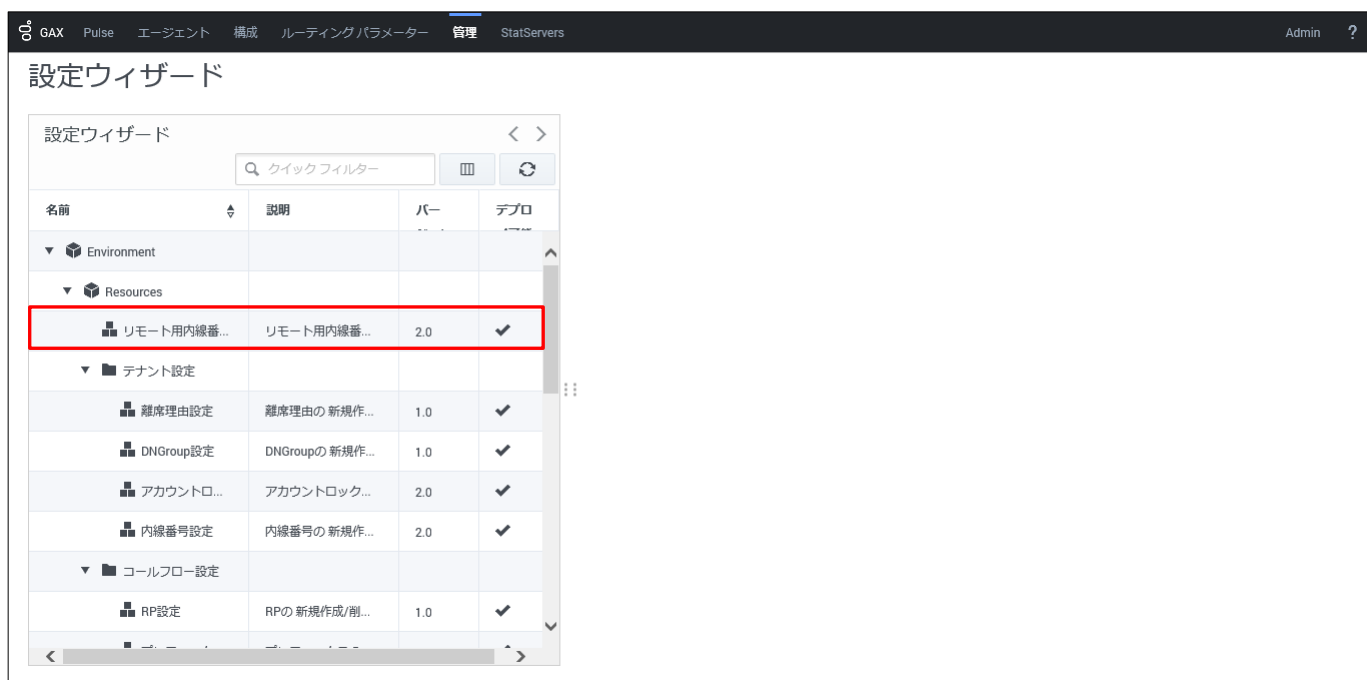 GAX Pulse エージェント 構成 ルーティング パラメーター 管理 StatServers Admin ?
設定ウィザード
設定ウィザード
クイック フィルター
名前 説明 バー デプロ
Environment
Resources
リモート用内線番... リモート用内線番... 2.0
テナント設定
離席理由設定 離席理由の 新規作... 1.0
DNGroup設定 DNGroupの 新規作... 1.0
アカウントロ... アカウントロック... 2.0
内線番号設定 内線番号の 新規作... 2.0
コールフロー設定
RP設定 RPの 新規作成/削... 1.0